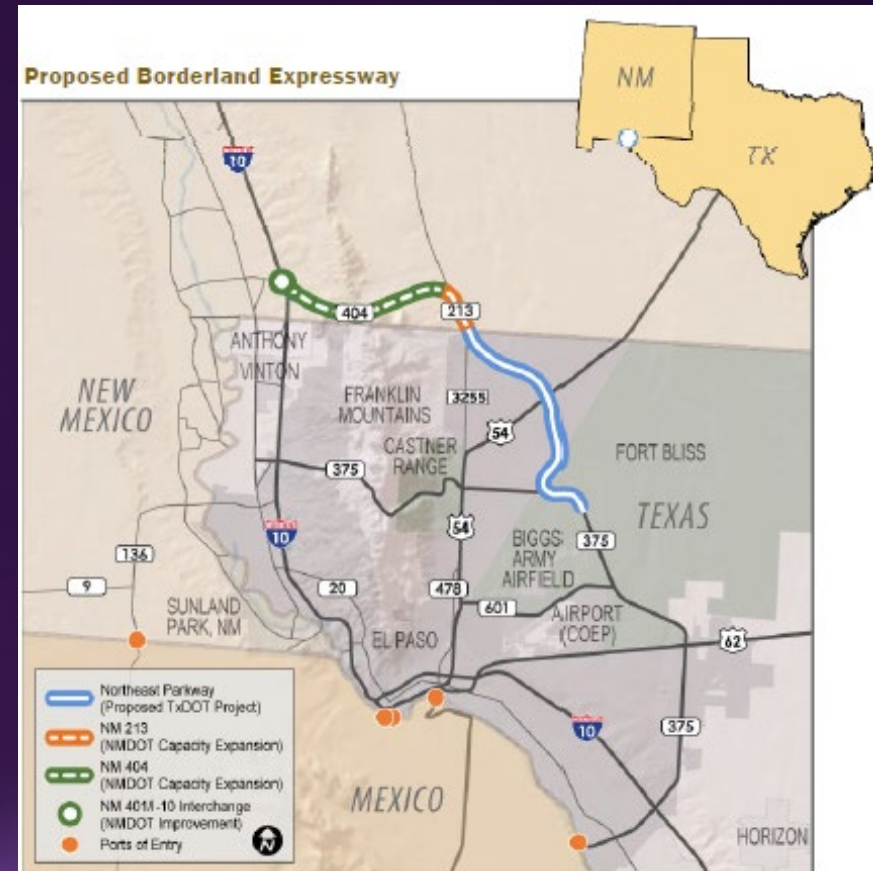 Proposed Borderland Expressway
NM
TX
10
404
213
ANTHONY
VINTON
NEW
MEXICO
FRANKLIN
MOUNTAINS
3255
54
CASTNER
RANGE
FORT BLISS
375
TEXAS
54
10
BIGGS
ARMY
AIRFIELD
375
136
9
20
478
601
SUNLAND
PARK, NM
AIRPORT
(COEP)
EL PASO
62
Northeast Parkway
(Proposed TxDOT Project)
NM 213
(NMDOT Capacity Expansion)
NM 404
(NMDOT Capacity Expansion)
NM 401/I-10 Interchange
(NMDOT Improvement)
Ports of Entry
N
10
375
MEXICO
HORIZON